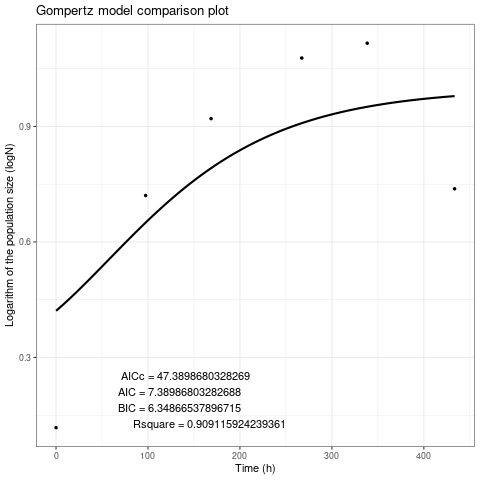 Gompertz model comparison plot
Logarithm of the population size (logN)
0.9
0.6
0.3
AICc = 47.3898680328269
AIC = 7.38986803282688
BIC = 6.34866537896715
Rsquare = 0.909115924239361
0 100 200 300 400
Time (h)